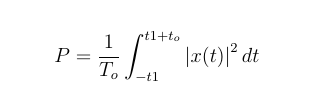 P = \frac{1}{T_o} \int_{-t1}^{t1+t_o} |x(t)|^2 \, dt